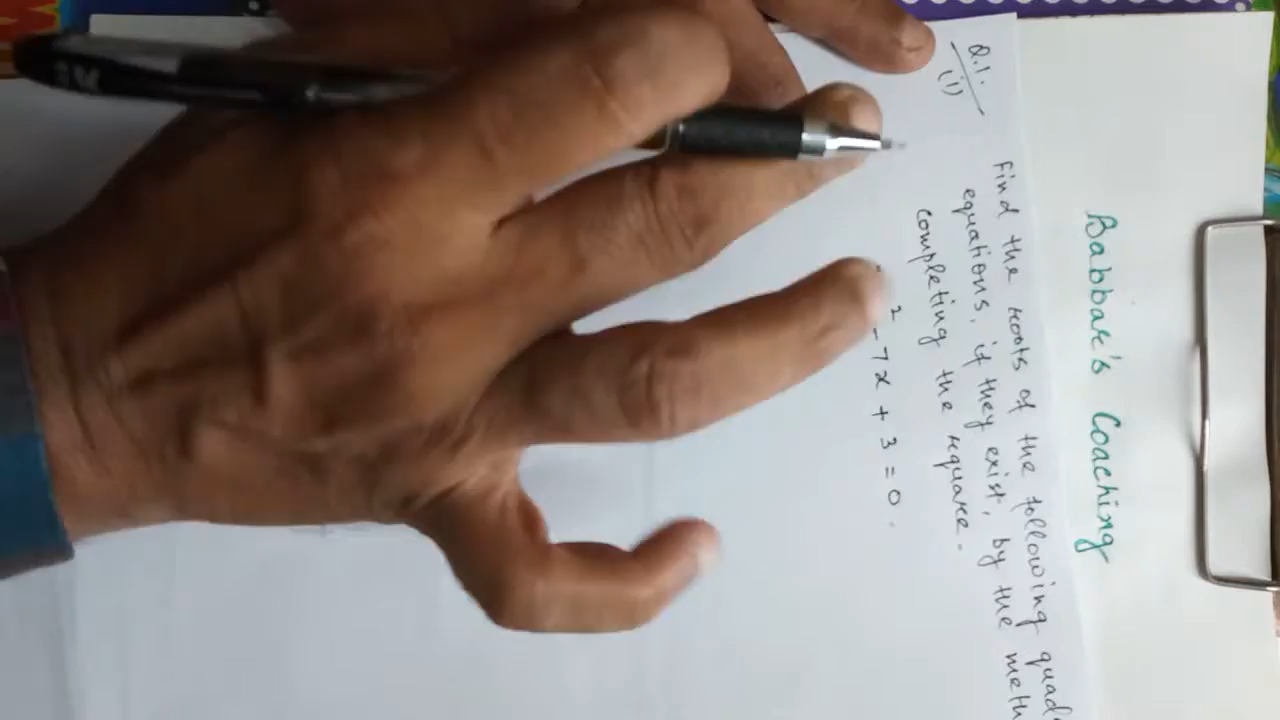 Babbar's Coaching
Q.1.
(i)
Find the roots of the following quad
equations, if they exist, by the meth
completing the square.
2 - 7x + 3 = 0.